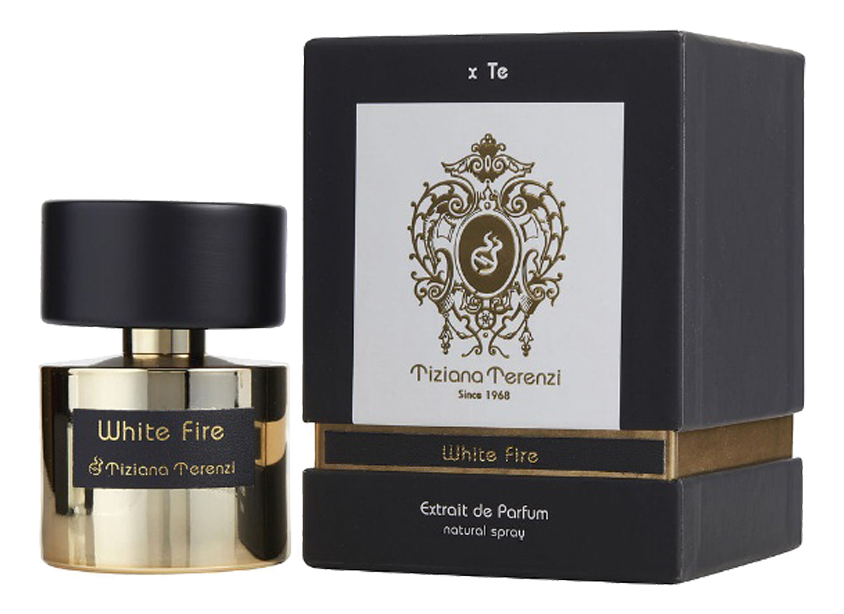 White Fire
Tiziana Terenzi
x Te
Tiziana Terenzi
Since 1968
White Fire
Extrait de Parfum
natural spray